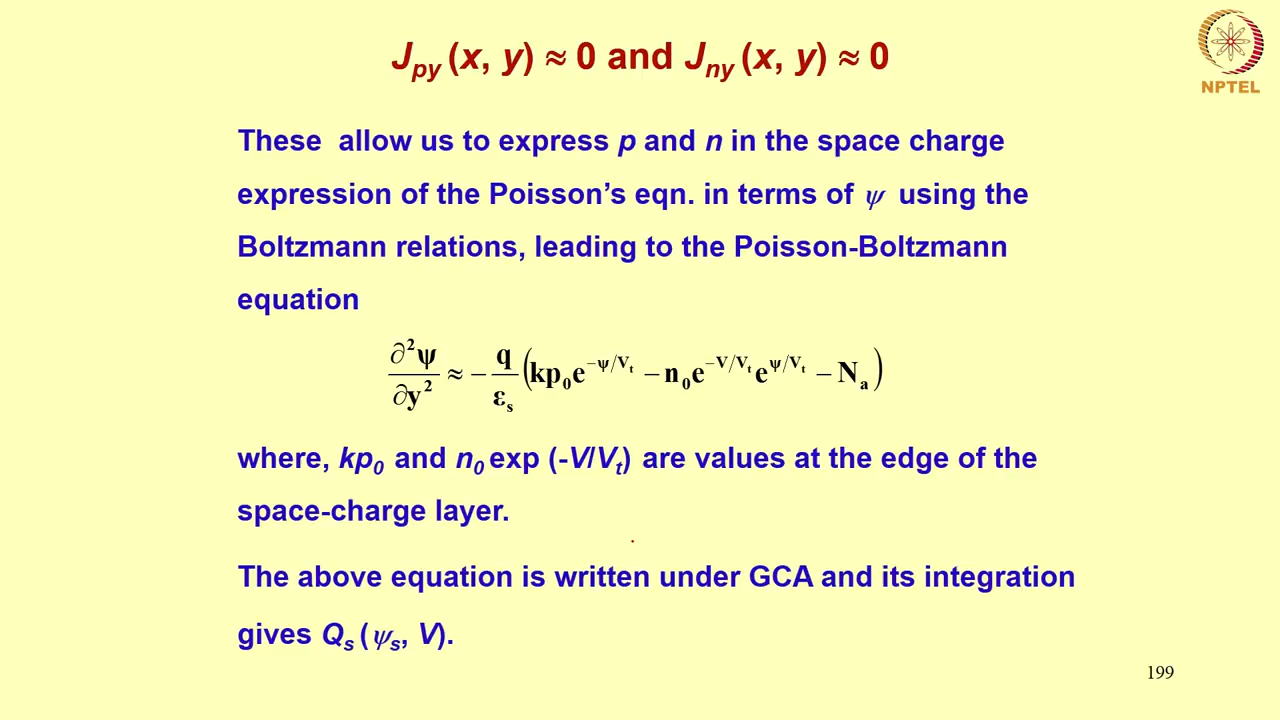 J_py (x, y) ≈ 0 and J_ny (x, y) ≈ 0
NPTEL
These allow us to express p and n in the space charge
expression of the Poisson's eqn. in terms of ψ using the
Boltzmann relations, leading to the Poisson-Boltzmann
equation
∂²ψ/∂y² ≈ − q/ε_s (kp₀e^(−ψ/V_t) − n₀e^(−V/V_t) e^(ψ/V_t) − N_a)
where, kp₀ and n₀ exp (-V/V_t) are values at the edge of the
space-charge layer.
The above equation is written under GCA and its integration
gives Q_s (ψ_s, V).
199